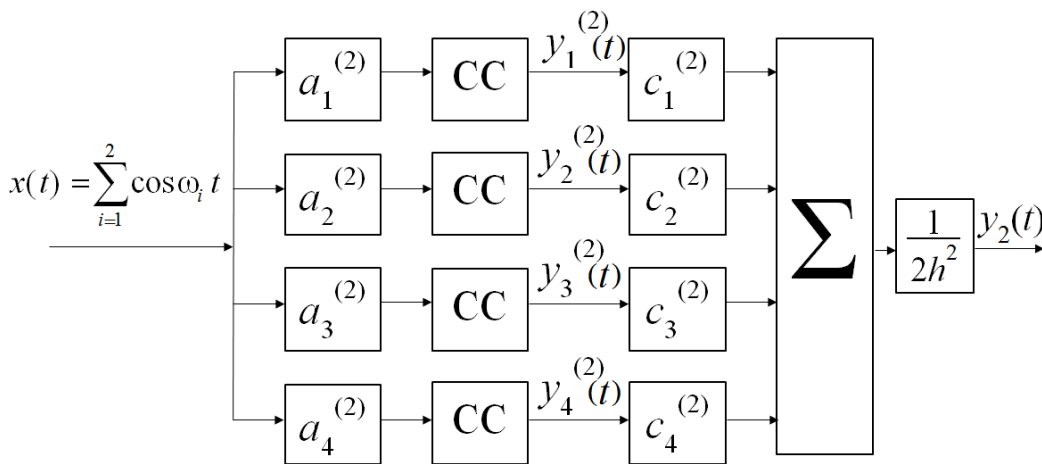 x(t) = ∑_{i=1}^{2} cos ω_i t
a_1^{(2)} CC y_1^{(2)}(t) c_1^{(2)}
a_2^{(2)} CC y_2^{(2)}(t) c_2^{(2)}
a_3^{(2)} CC y_3^{(2)}(t) c_3^{(2)}
a_4^{(2)} CC y_4^{(2)}(t) c_4^{(2)}
∑
1/2h^2
y_2(t)